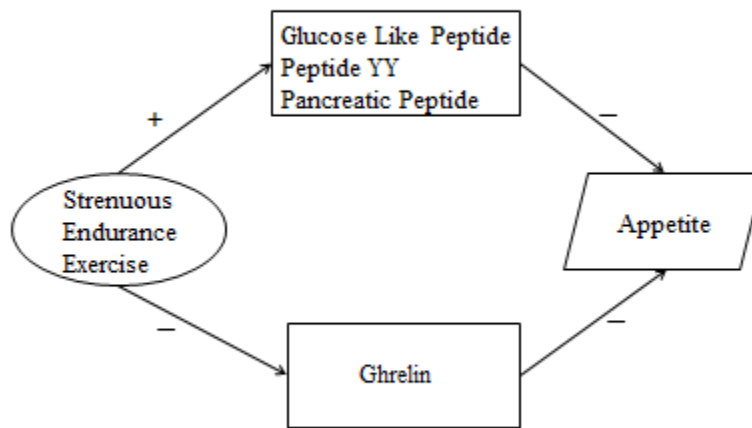 Glucose Like Peptide
Peptide YY
Pancreatic Peptide
+
–
Strenuous
Endurance
Exercise
Appetite
–
–
Ghrelin